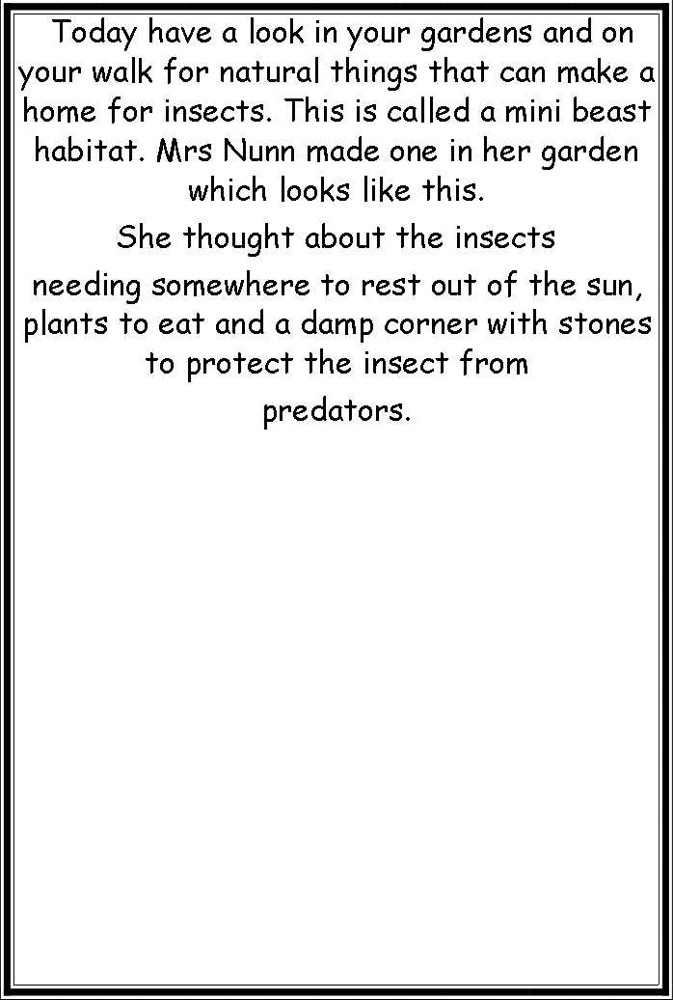 Today have a look in your gardens and on
your walk for natural things that can make a
home for insects. This is called a mini beast
habitat. Mrs Nunn made one in her garden
which looks like this.
She thought about the insects
needing somewhere to rest out of the sun,
plants to eat and a damp corner with stones
to protect the insect from
predators.